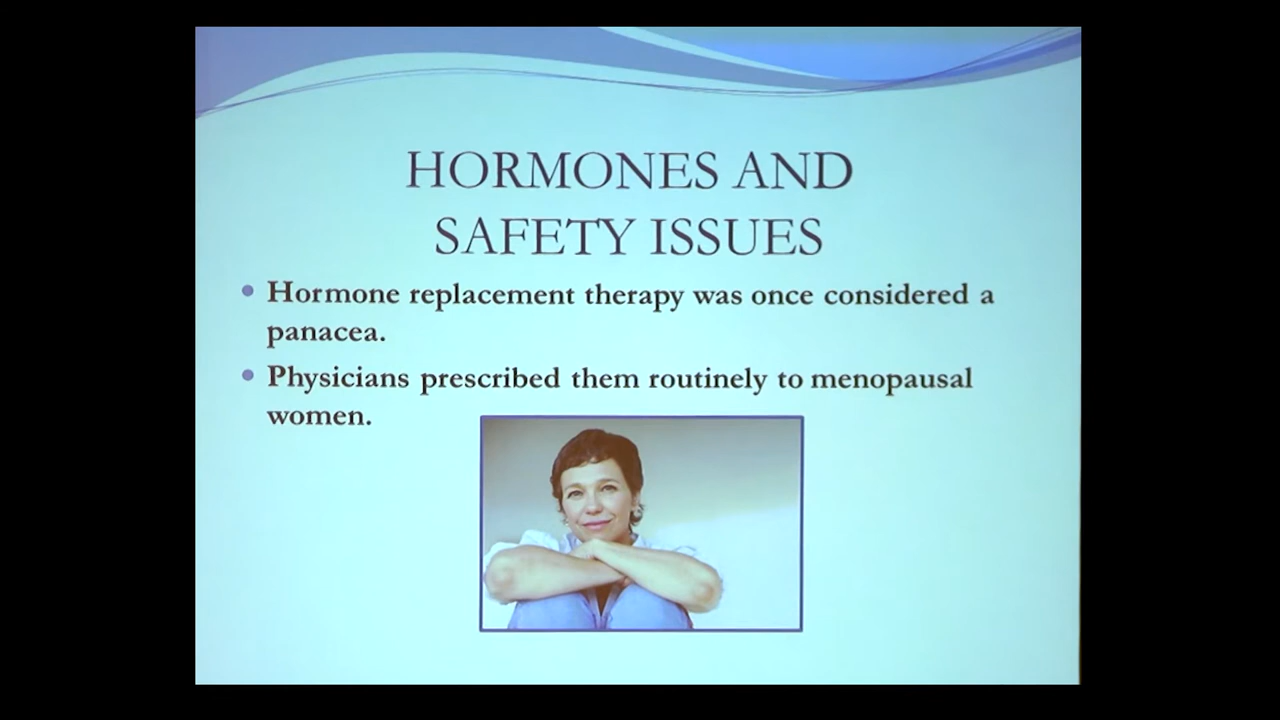 HORMONES AND
SAFETY ISSUES
• Hormone replacement therapy was once considered a
panacea.
• Physicians prescribed them routinely to menopausal
women.